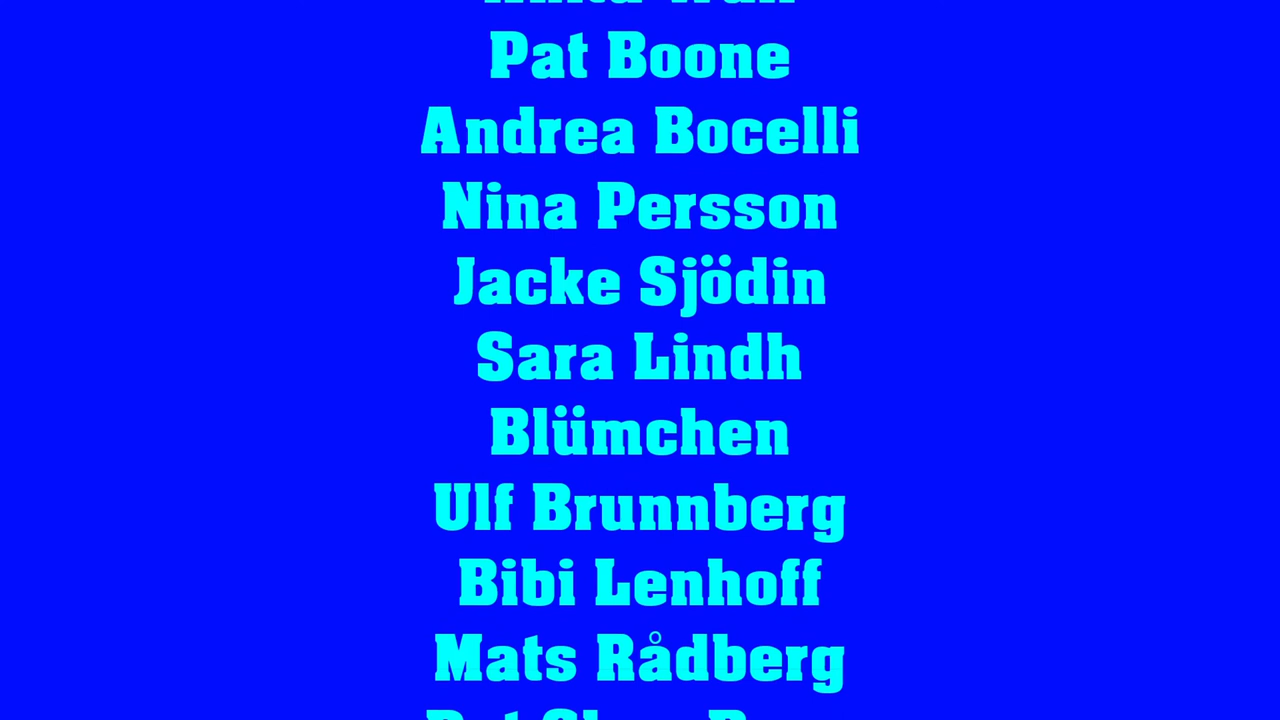 Pat Boone
Andrea Bocelli
Nina Persson
Jacke Sjödin
Sara Lindh
Blümchen
Ulf Brunnberg
Bibi Lenhoff
Mats Rådberg